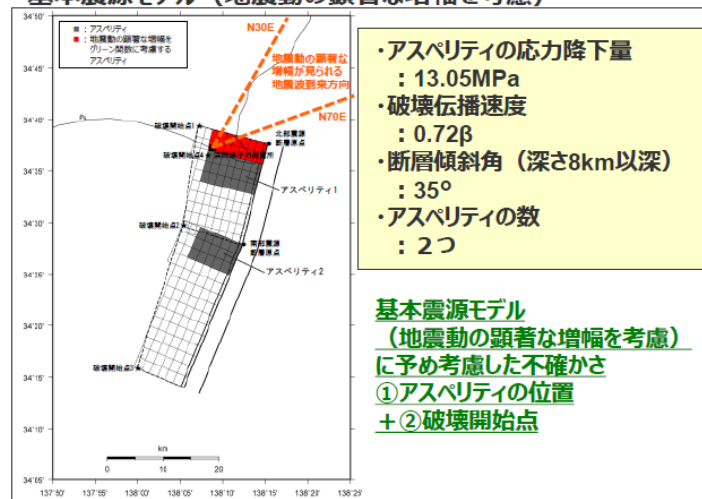 基本震源モデル（地震動の顕著な増幅を考慮）
34°50'
34°45'
34°40'
34°35'
34°30'
34°25'
34°20'
34°15'
34°10'
34°05'
■ : アスペリティ
■ : 地震動の顕著な増幅を
グリーン関数に考慮する
アスペリティ
N30E
地震動の顕著な
増幅が見られる
地震波到来方向
N70E
破壊開始点1★
北部震源
断層原点
破壊開始点4★
アスペリティ1
破壊開始点2
南部震源
断層原点
アスペリティ2
破壊開始点3★
km
0 10 20
137°50' 137°55' 138°00' 138°05' 138°10' 138°15' 138°20' 138°25'
・アスペリティの応力降下量
：13.05MPa
・破壊伝播速度
：0.72β
・断層傾斜角（深さ8km以深）
：35°
・アスペリティの数
：２つ
基本震源モデル
（地震動の顕著な増幅を考慮）
に予め考慮した不確かさ
①アスペリティの位置
＋②破壊開始点